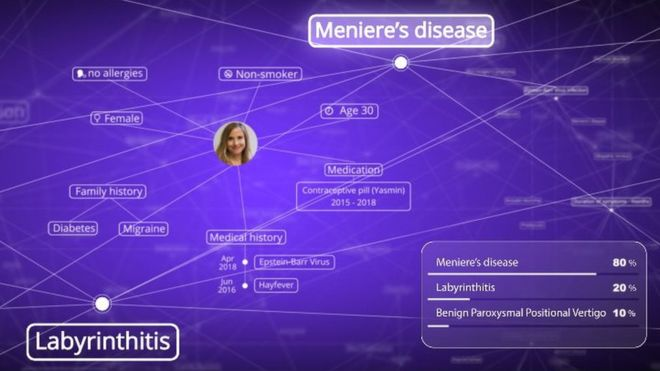 Meniere's disease
no allergies
Non-smoker
Age 30
Female
Medication
Contraceptive pill (Yasmin)
2015 - 2018
Family history
Diabetes
Migraine
Medical history
Apr
2018
Epstein-Barr Virus
Jun
2016
Hayfever
Labyrinthitis
Meniere's disease 80 %
Labyrinthitis 20 %
Benign Paroxysmal Positional Vertigo 10 %